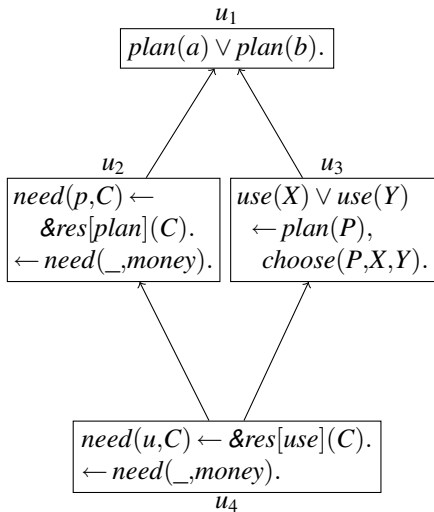 u₁
plan(a) ∨ plan(b).
u₂
need(p,C) ←
&res[plan](C).
← need(_,money).
u₃
use(X) ∨ use(Y)
← plan(P),
choose(P,X,Y).
need(u,C) ← &res[use](C).
← need(_,money).
u₄